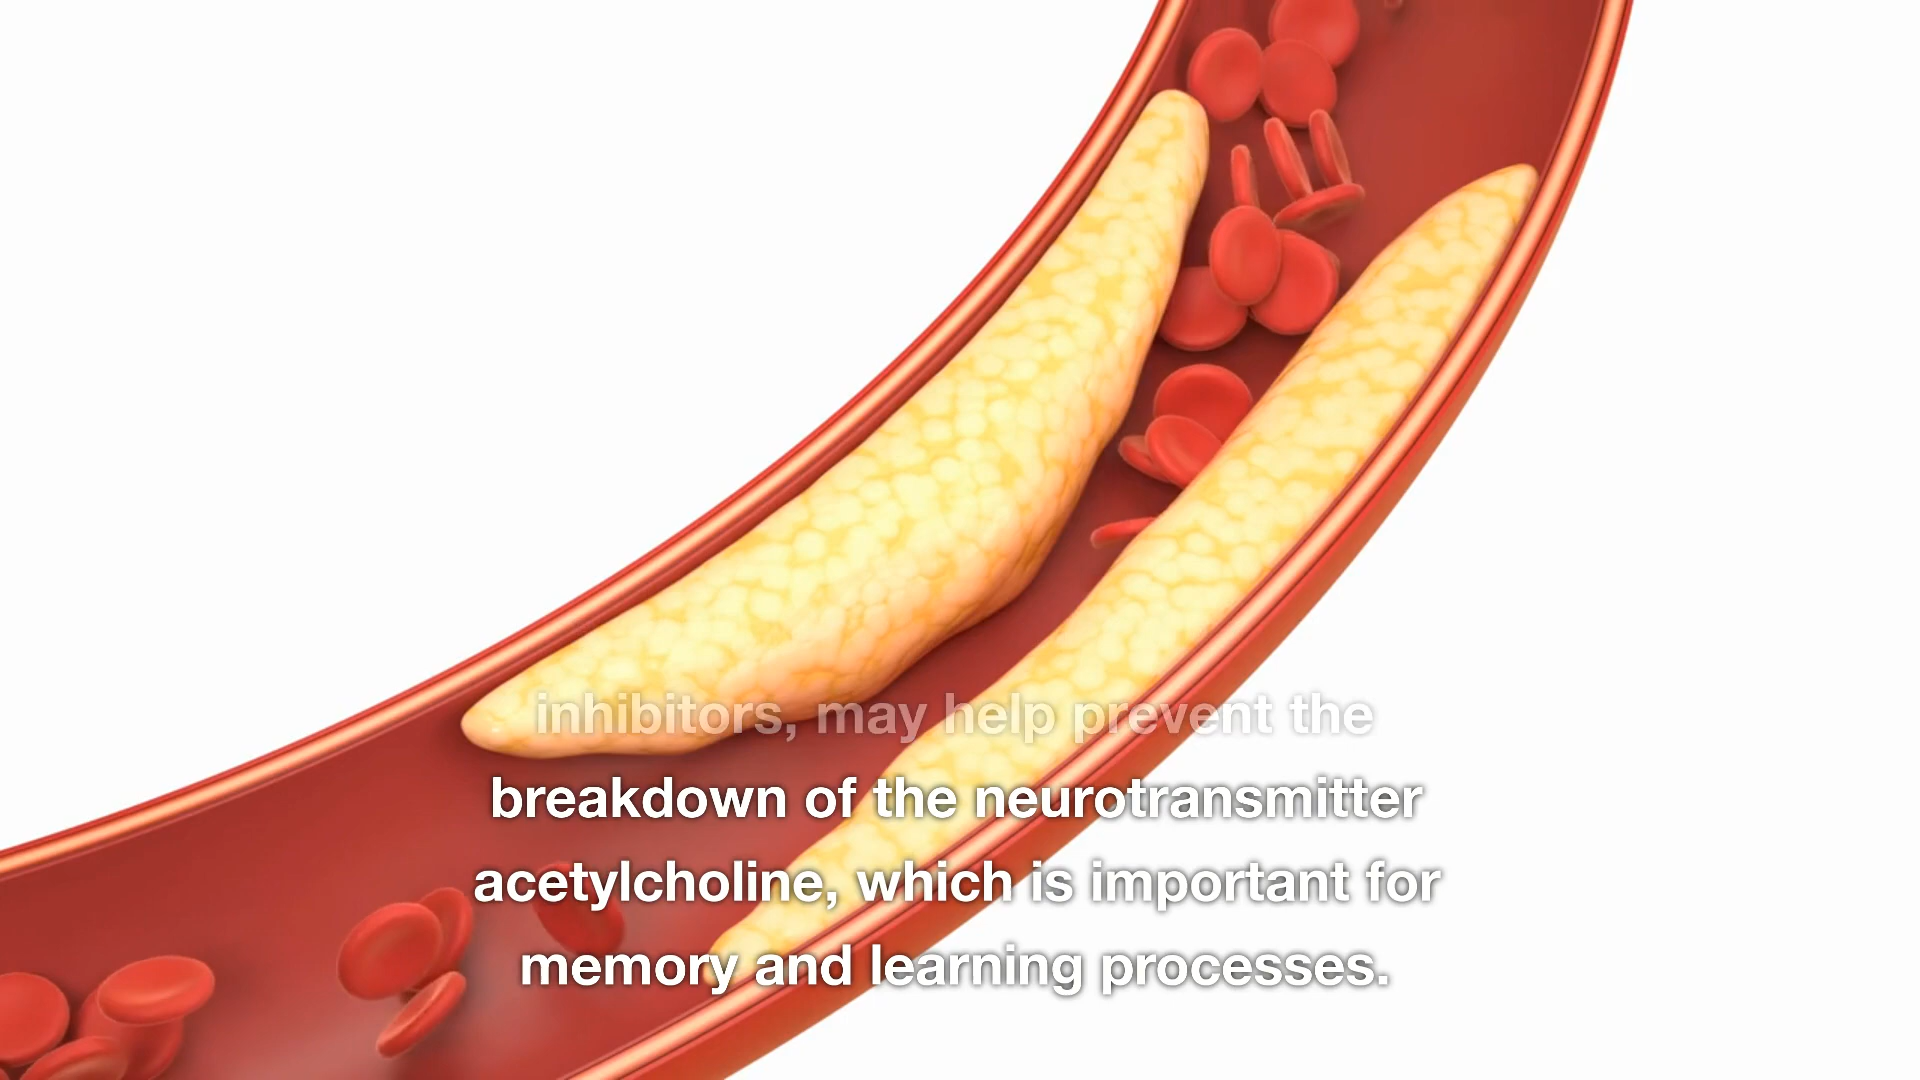 inhibitors, may help prevent the
breakdown of the neurotransmitter
acetylcholine, which is important for
memory and learning processes.